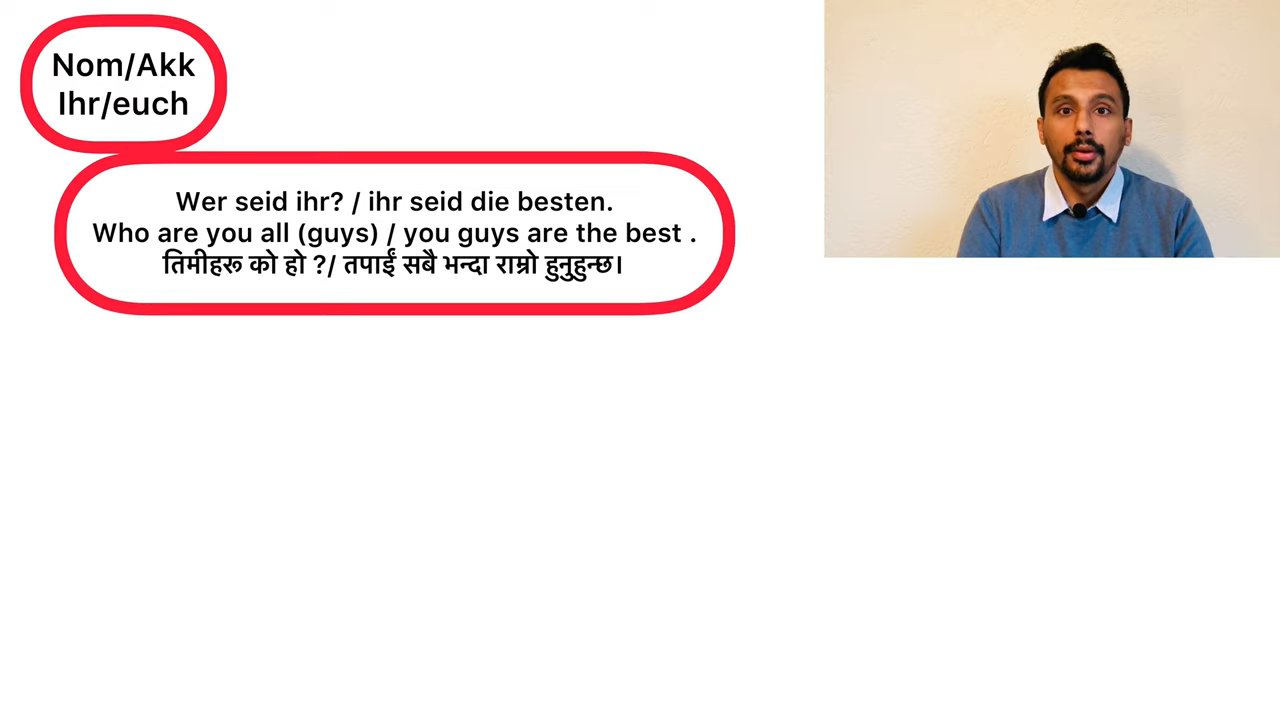 Nom/Akk
Ihr/euch
Wer seid ihr? / ihr seid die besten.
Who are you all (guys) / you guys are the best .
तिमीहरू को हो ?/ तपाईं सबै भन्दा राम्रो हुनुहुन्छ।